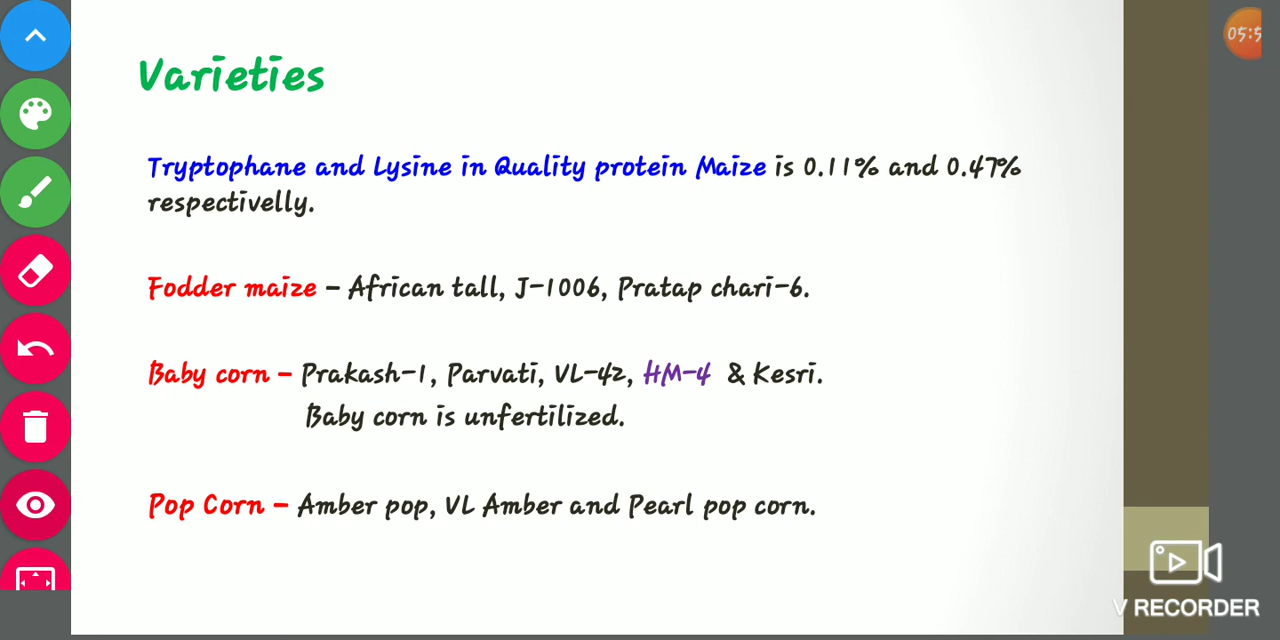 05:5
Varieties
Tryptophane and Lysine in Quality protein Maize is 0.11% and 0.47%
respectivelly.
Fodder maize – African tall, J-1006, Pratap chari-6.
Baby corn – Prakash-1, Parvati, VL-42, HM-4 & Kesri.
Baby corn is unfertilized.
Pop Corn – Amber pop, VL Amber and Pearl pop corn.
V RECORDER